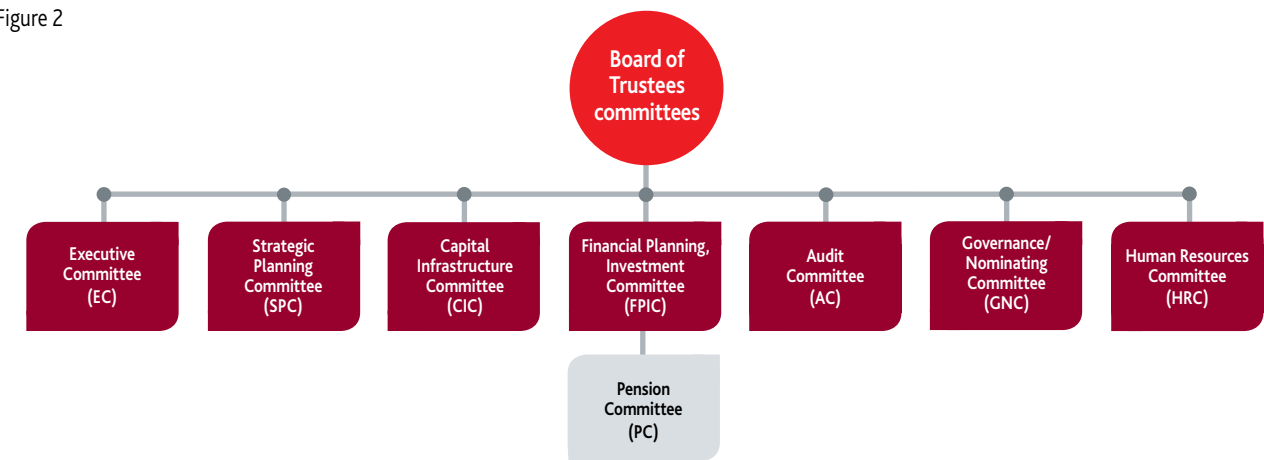 Figure 2
Board of
Trustees
committees
Executive
Committee
(EC)
Strategic
Planning
Committee
(SPC)
Capital
Infrastructure
Committee
(CIC)
Financial Planning,
Investment
Committee
(FPIC)
Audit
Committee
(AC)
Governance/
Nominating
Committee
(GNC)
Human Resources
Committee
(HRC)
Pension
Committee
(PC)